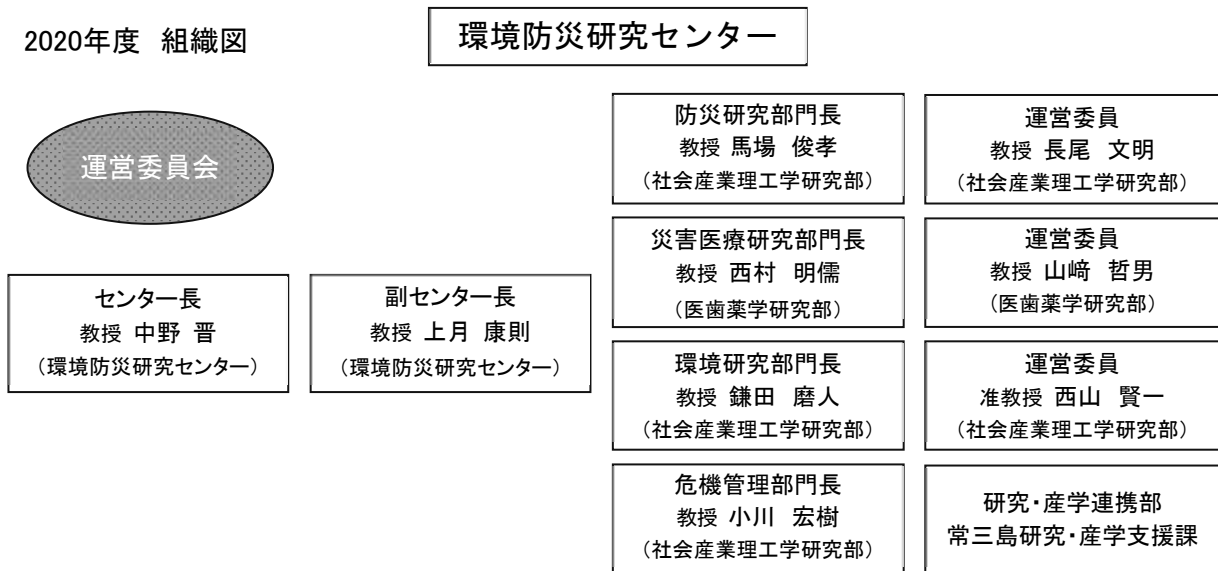 2020年度 組織図
環境防災研究センター
運営委員会
センター長
教授 中野 晋
（環境防災研究センター）
副センター長
教授 上月 康則
（環境防災研究センター）
防災研究部門長
教授 馬場 俊孝
（社会産業理工学研究部）
災害医療研究部門長
教授 西村 明儒
（医歯薬学研究部）
環境研究部門長
教授 鎌田 磨人
（社会産業理工学研究部）
危機管理部門長
教授 小川 宏樹
（社会産業理工学研究部）
運営委員
教授 長尾 文明
（社会産業理工学研究部）
運営委員
教授 山﨑 哲男
（医歯薬学研究部）
運営委員
准教授 西山 賢一
（社会産業理工学研究部）
研究・産学連携部
常三島研究・産学支援課